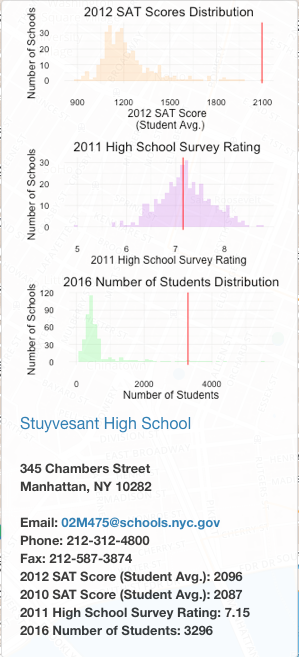 2012 SAT Scores Distribution
Number of Schools
30
20
10
0
900 1200 1500 1800 2100
2012 SAT Score
(Student Avg.)
2011 High School Survey Rating
Number of Schools
30
20
10
0
5 6 7 8
2011 High School Survey Rating
2016 Number of Students Distribution
Number of Schools
120
90
60
30
0
0 2000 4000
Number of Students
Stuyvesant High School
345 Chambers Street
Manhattan, NY 10282
Email: 02M475@schools.nyc.gov
Phone: 212-312-4800
Fax: 212-587-3874
2012 SAT Score (Student Avg.): 2096
2010 SAT Score (Student Avg.): 2087
2011 High School Survey Rating: 7.15
2016 Number of Students: 3296